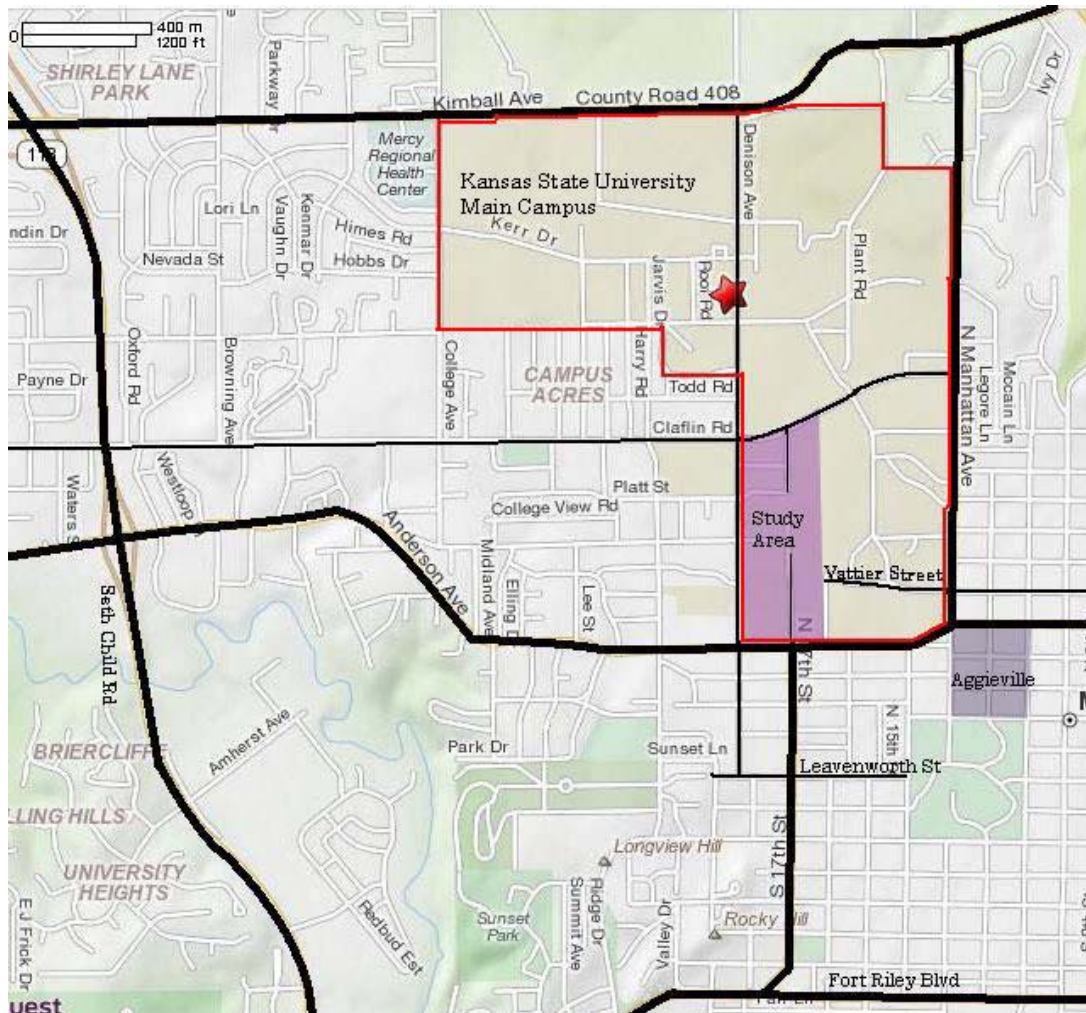 0
400 m
1200 ft
SHIRLEY LANE
PARK
Parkway Dr
Kimball Ave
County Road 408
Ivy Dr
113
Mercy
Regional
Health
Center
Denison Ave
Kansas State University
Main Campus
Lori Ln
Vaughn Dr
Kenmar Dr
Himes Rd
Kerr Dr
ndin Dr
Nevada St
Hobbs Dr
Jarvis Dr
Plant Rd
Oxford Rd
Browning Ave
College Ave
Harry Rd
N Manhattan Ave
Legore Ln
Mccain Ln
Payne Dr
CAMPUS
ACRES
Todd Rd
Claflin Rd
Westloop
Platt St
College View Rd
Study
Area
Anderson Ave
Midland Ave
Lee St
Vattier Street
Seth Child Rd
N 17th St
Aggieville
Amherst Ave
Park Dr
Sunset Ln
N 15th
BRIERCLIFFE
Leavenworth St
LLING HILLS
Longview Hill
S 17th St
UNIVERSITY
HEIGHTS
E J Frick Dr
Redbud Est
Sunset
Park
Summit Ave
Ridge Dr
Valley Dr
Rocky Hill
Fort Riley Blvd
uest